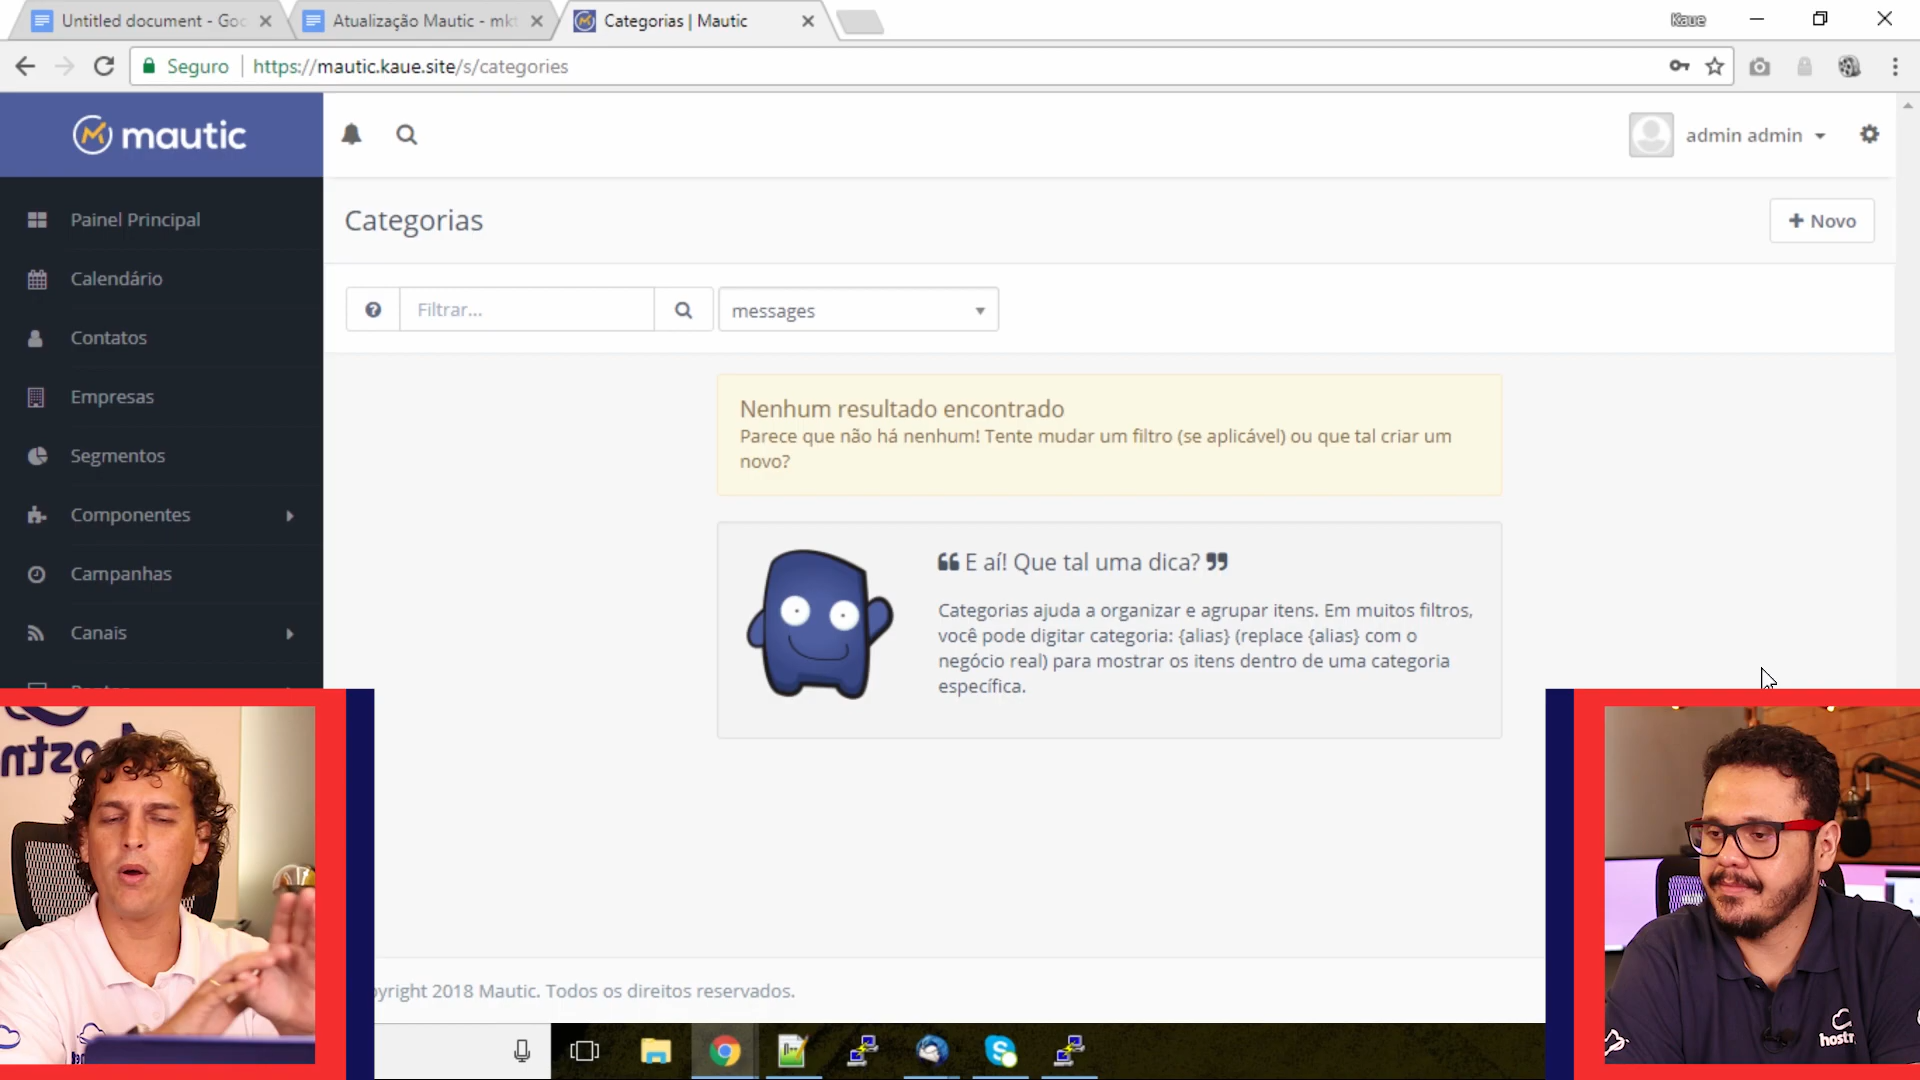 Untitled document - Goo
Atualização Mautic - mkt
Categorias | Mautic
Kaue
Seguro
https://mautic.kaue.site/s/categories
mautic
admin admin
Painel Principal
Calendário
Contatos
Empresas
Segmentos
Componentes
Campanhas
Canais
Categorias
+ Novo
Filtrar...
messages
Nenhum resultado encontrado
Parece que não há nenhum! Tente mudar um filtro (se aplicável) ou que tal criar um
novo?
E aí! Que tal uma dica?
Categorias ajuda a organizar e agrupar itens. Em muitos filtros,
você pode digitar categoria: {alias} (replace {alias} com o
negócio real) para mostrar os itens dentro de uma categoria
específica.
pyright 2018 Mautic. Todos os direitos reservados.
hostn